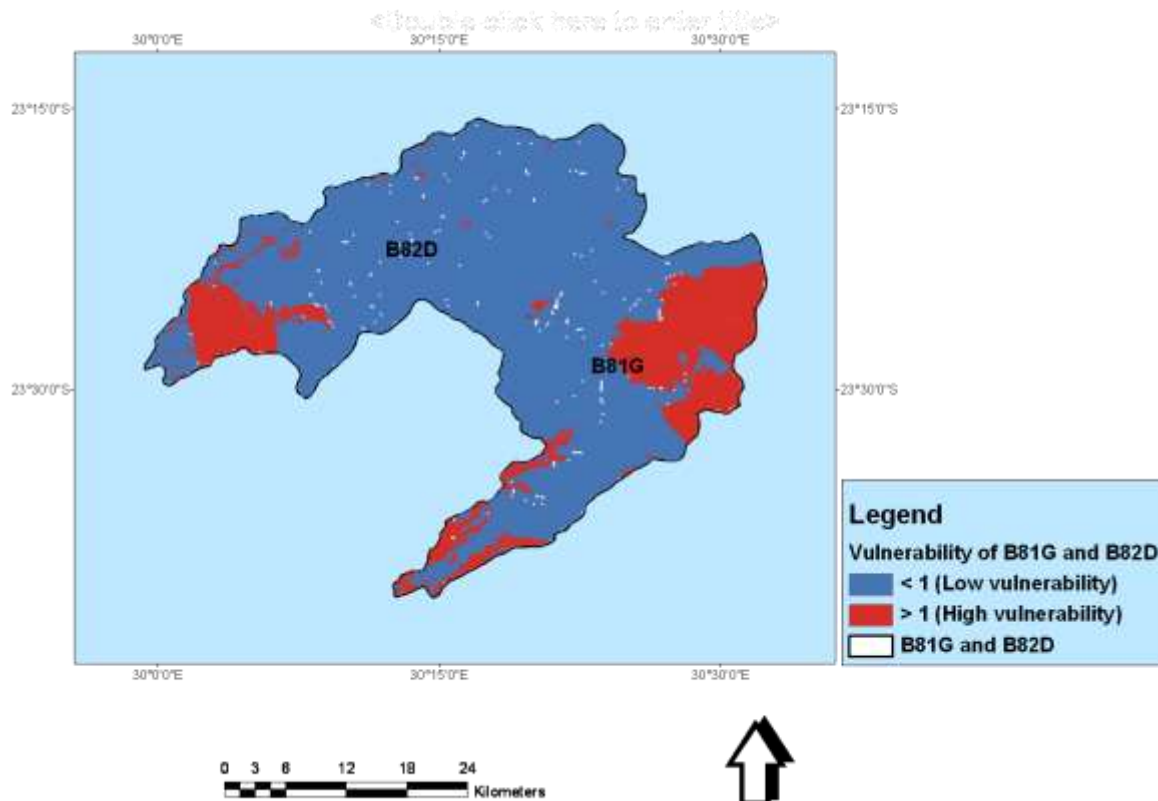 <Double click here to enter title>
30°0'0"E 30°15'0"E 30°30'0"E
23°15'0"S 23°15'0"S
B82D
B81G
23°30'0"S 23°30'0"S
Legend
Vulnerability of B81G and B82D
< 1 (Low vulnerability)
> 1 (High vulnerability)
B81G and B82D
30°0'0"E 30°15'0"E 30°30'0"E
0 3 6 12 18 24
Kilometers